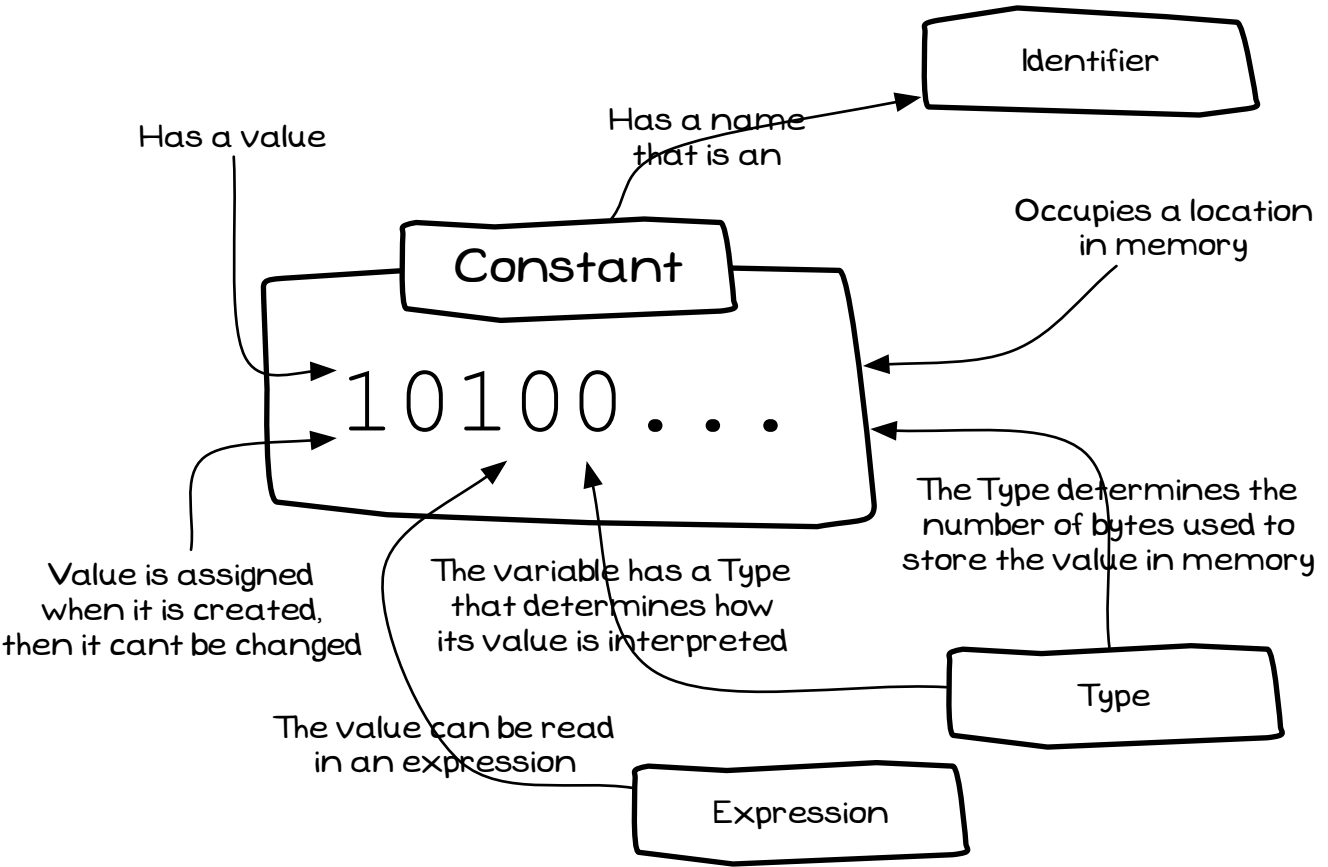 Identifier
Has a name
that is an
Has a value
Occupies a location
in memory
Constant
10100...
The Type determines the
number of bytes used to
store the value in memory
Value is assigned
when it is created,
then it cant be changed
The variable has a Type
that determines how
its value is interpreted
Type
The value can be read
in an expression
Expression